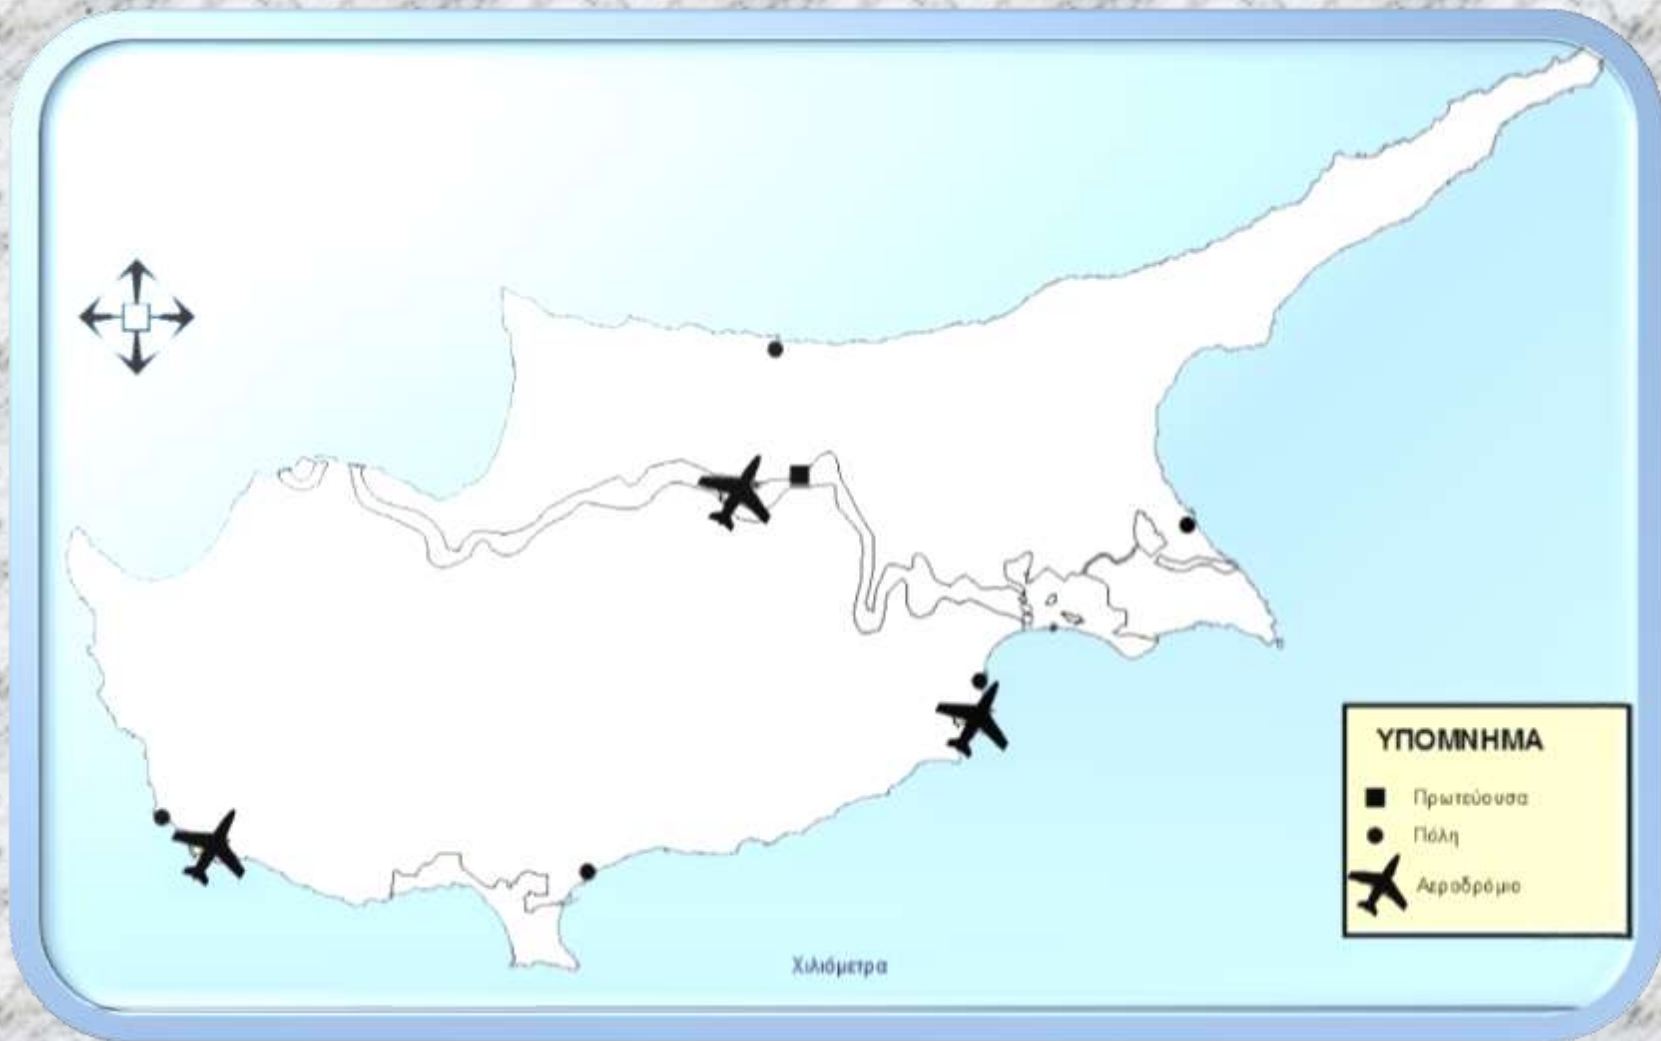 ΥΠΟΜΝΗΜΑ
Πρωτεύουσα
Πόλη
Αεροδρόμιο
Χιλιόμετρα